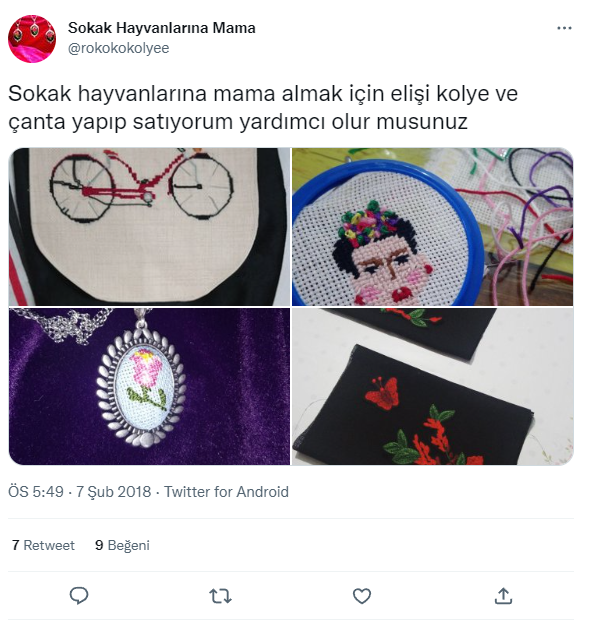 Sokak Hayvanlarına Mama
@rokokokolyee
Sokak hayvanlarına mama almak için elişi kolye ve
çanta yapıp satıyorum yardımcı olur musunuz
ÖS 5:49 · 7 Şub 2018 · Twitter for Android
7 Retweet 9 Beğeni